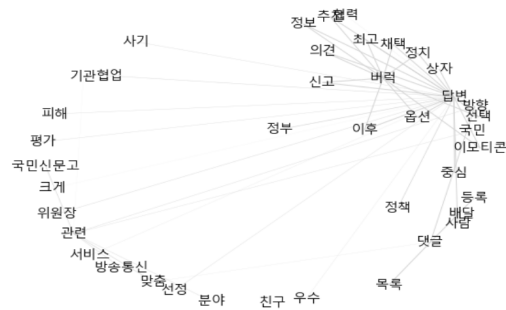 협력
추천
정보
사기
최고
채택
의견
정치
상자
기관협업
버럭
신고
답변
방향
피해
옵션
선택
정부
이후
국민
평가
이모티콘
국민신문고
중심
크게
등록
정책
위원장
배달
사람
관련
댓글
서비스
방송통신
맞춤
목록
선정
분야
친구
우수